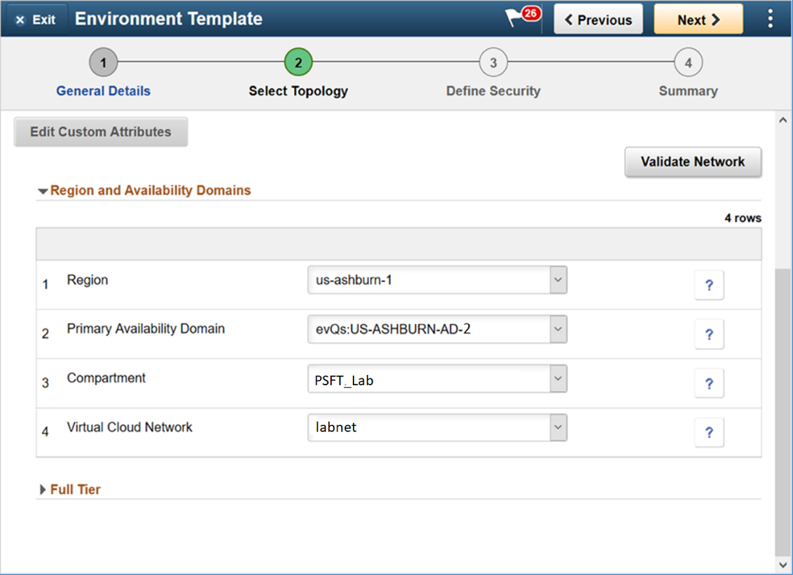 × Exit Environment Template 26 Previous Next
1 2 3 4
General Details Select Topology Define Security Summary
Edit Custom Attributes
Validate Network
Region and Availability Domains
4 rows
1 Region us-ashburn-1 ?
2 Primary Availability Domain evQs:US-ASHBURN-AD-2 ?
3 Compartment PSFT_Lab ?
4 Virtual Cloud Network labnet ?
Full Tier